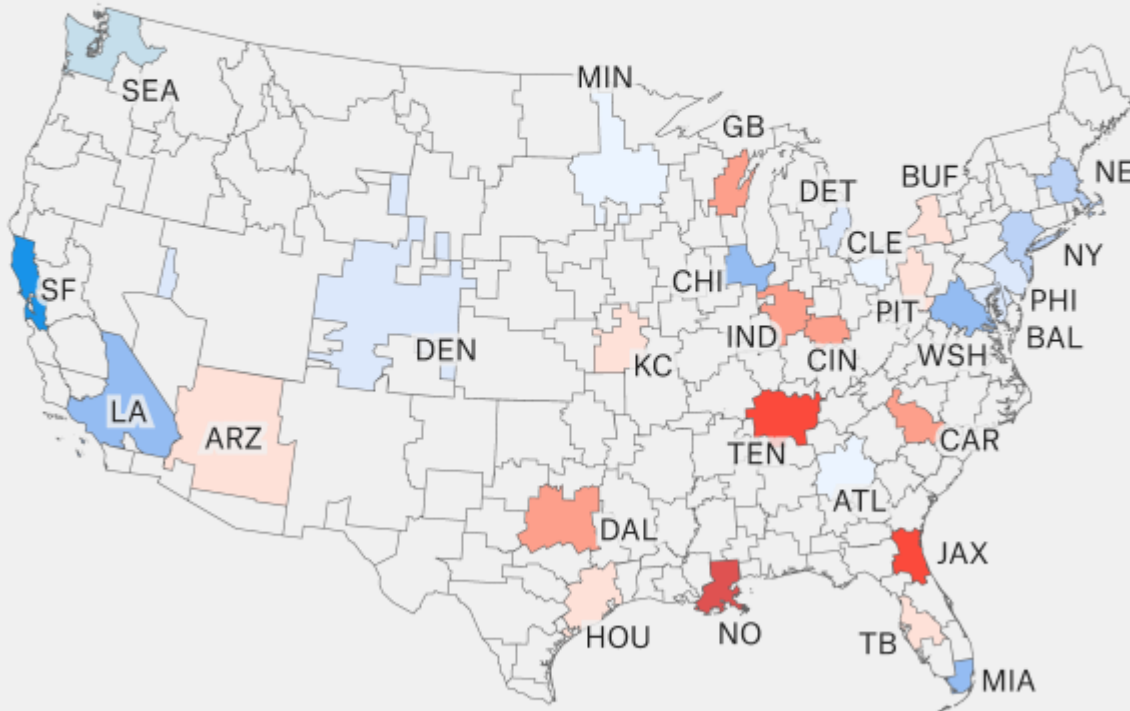 MIN
SEA
GB
BUF
NE
DET
CLE
NY
CHI
SF
PIT
PHI
BAL
IND
DEN
KC
CIN
WSH
LA
ARZ
TEN
CAR
ATL
DAL
JAX
HOU
NO
TB
MIA